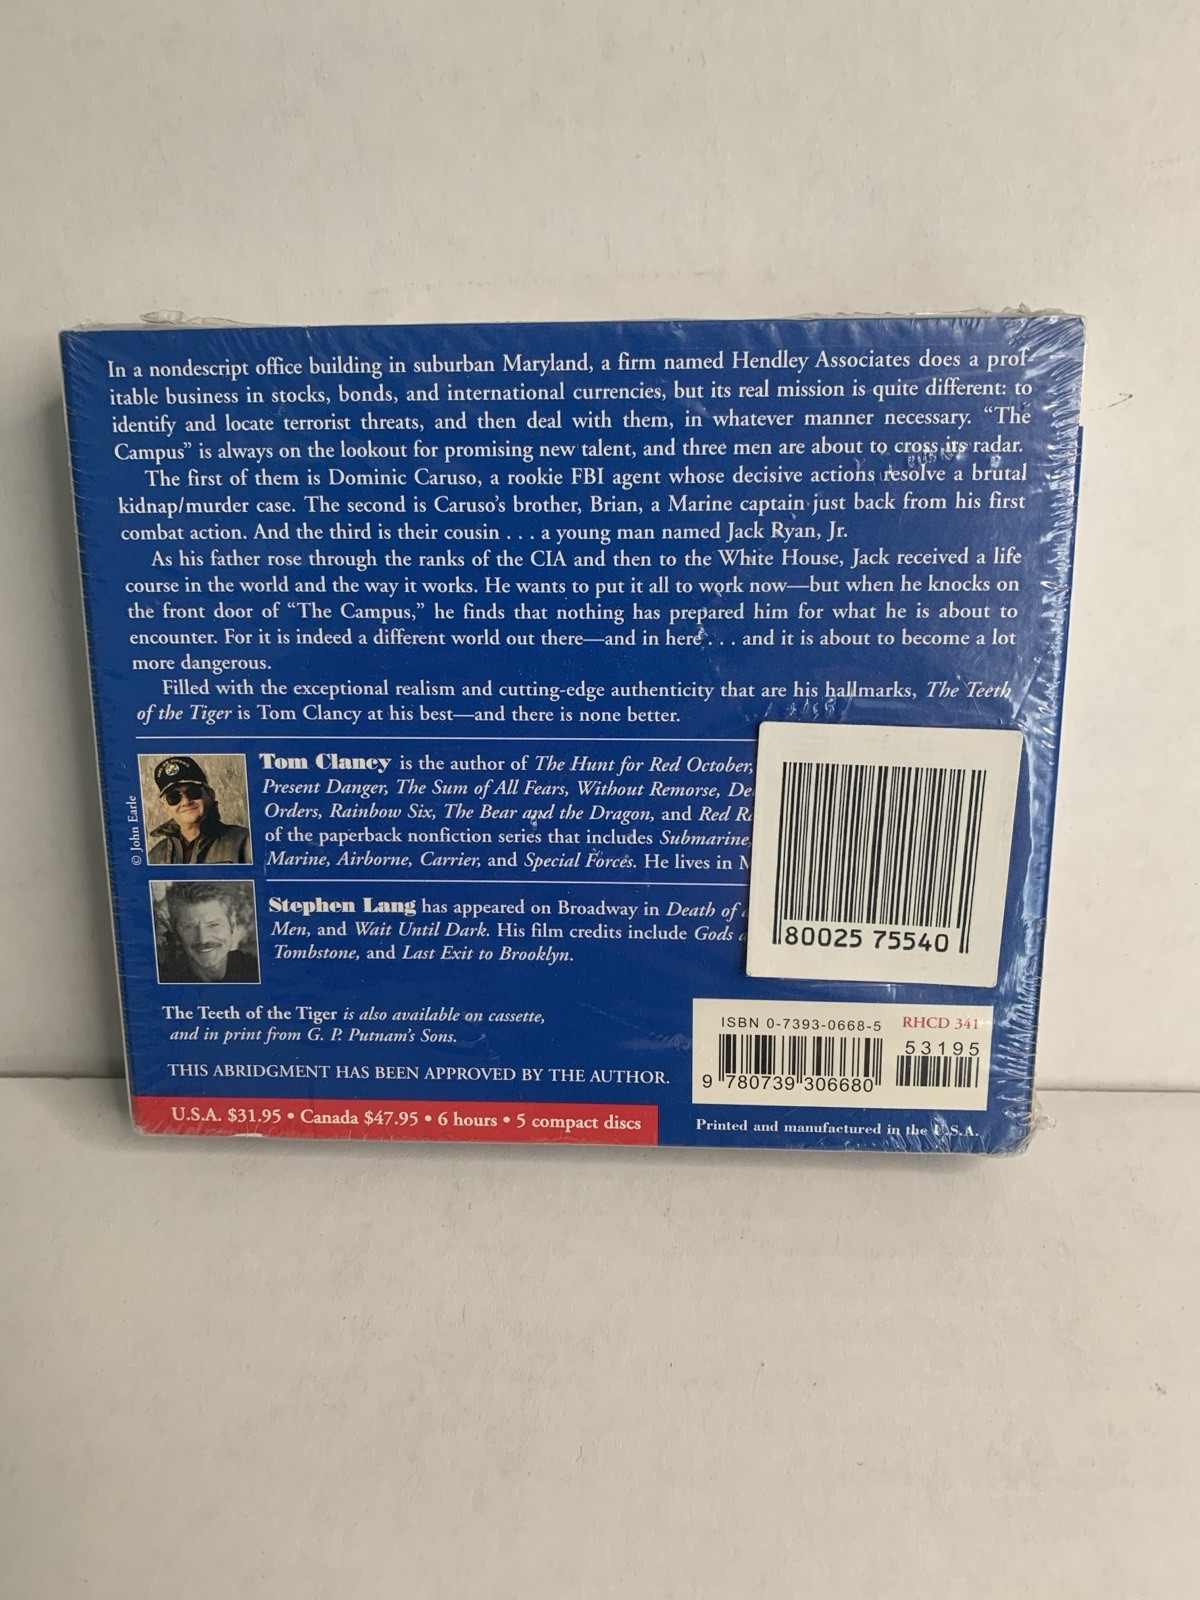 In a nondescript office building in suburban Maryland, a firm named Hendley Associates does a prof-
itable business in stocks, bonds, and international currencies, but its real mission is quite different: to
identify and locate terrorist threats, and then deal with them, in whatever manner necessary. “The
Campus” is always on the lookout for promising new talent, and three men are about to cross its radar.
The first of them is Dominic Caruso, a rookie FBI agent whose decisive actions resolve a brutal
kidnap/murder case. The second is Caruso’s brother, Brian, a Marine captain just back from his first
combat action. And the third is their cousin . . . a young man named Jack Ryan, Jr.
As his father rose through the ranks of the CIA and then to the White House, Jack received a life
course in the world and the way it works. He wants to put it all to work now—but when he knocks on
the front door of “The Campus,” he finds that nothing has prepared him for what he is about to
encounter. For it is indeed a different world out there—and in here . . . and it is about to become a lot
more dangerous.
Filled with the exceptional realism and cutting-edge authenticity that are his hallmarks, The Teeth
of the Tiger is Tom Clancy at his best—and there is none better.
© John Earle
Tom Clancy is the author of The Hunt for Red October,
Present Danger, The Sum of All Fears, Without Remorse,
Orders, Rainbow Six, The Bear and the Dragon, and Red
of the paperback nonfiction series that includes Submarine,
Marine, Airborne, Carrier, and Special Forces. He lives in
Stephen Lang has appeared on Broadway in Death of
Men, and Wait Until Dark. His film credits include Gods
Tombstone, and Last Exit to Brooklyn.
80025 75540
The Teeth of the Tiger is also available on cassette,
and in print from G. P. Putnam’s Sons.
THIS ABRIDGMENT HAS BEEN APPROVED BY THE AUTHOR.
U.S.A. $31.95 • Canada $47.95 • 6 hours • 5 compact discs
ISBN 0-7393-0668-5 RHCD 341
53195
9 780739 306680
Printed and manufactured in the U.S.A.